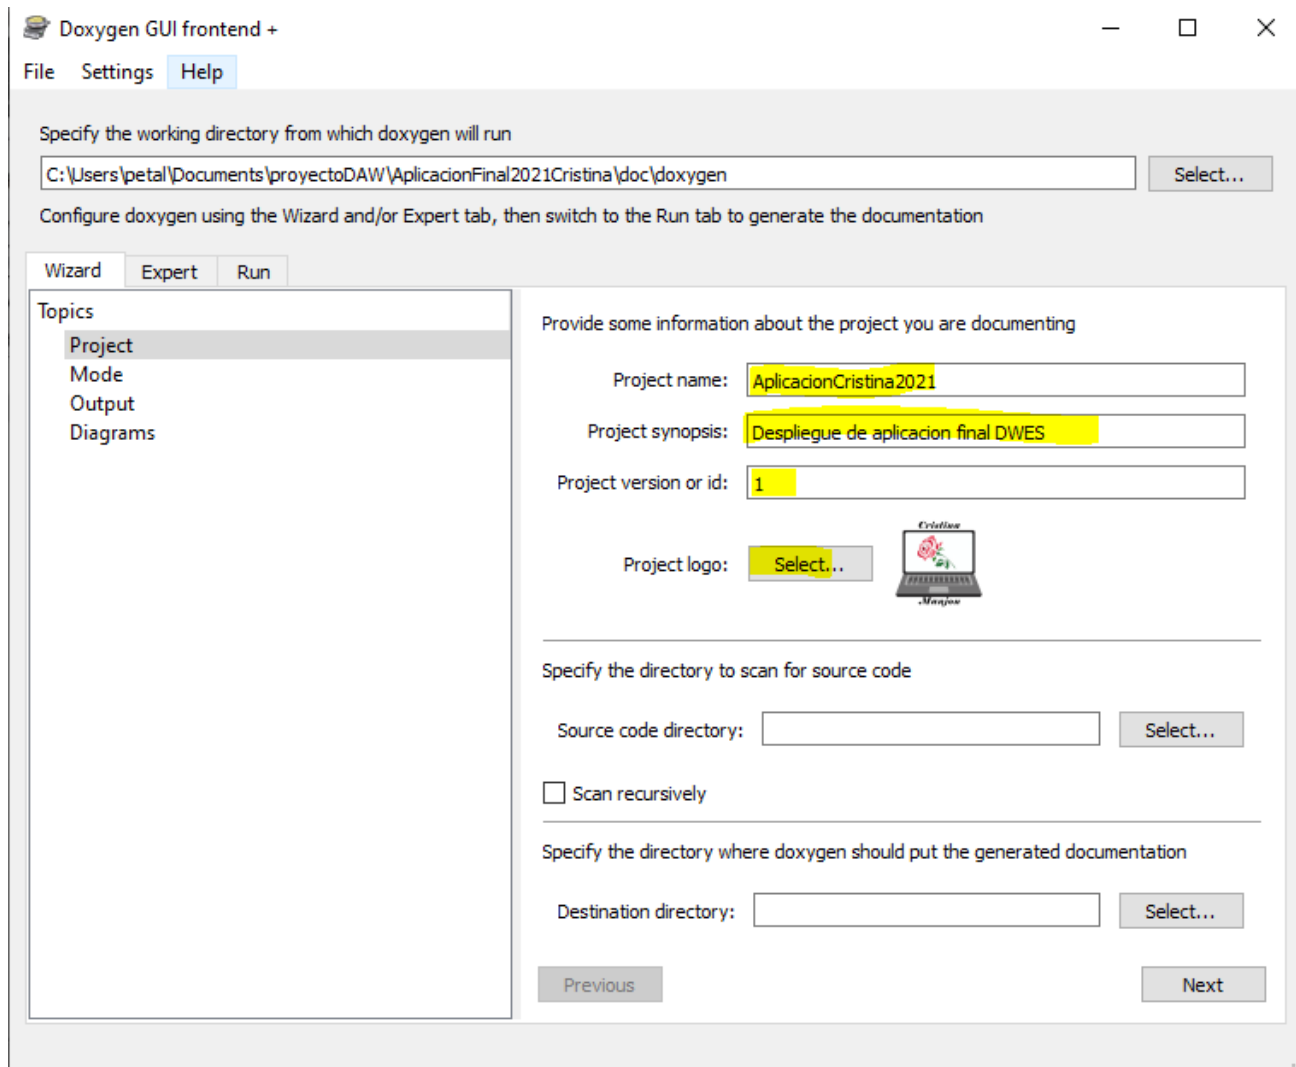 Doxygen GUI frontend +
File Settings Help
Specify the working directory from which doxygen will run
C:\Users\petal\Documents\proyectoDAW\AplicacionFinal2021Cristina\doc\doxygen Select...
Configure doxygen using the Wizard and/or Expert tab, then switch to the Run tab to generate the documentation
Wizard Expert Run
Topics
Project
Mode
Output
Diagrams
Provide some information about the project you are documenting
Project name: AplicacionCristina2021
Project synopsis: Despliegue de aplicacion final DWES
Project version or id: 1
Cristina
Project logo: Select...
Manjon
Specify the directory to scan for source code
Source code directory: Select...
Scan recursively
Specify the directory where doxygen should put the generated documentation
Destination directory: Select...
Previous Next